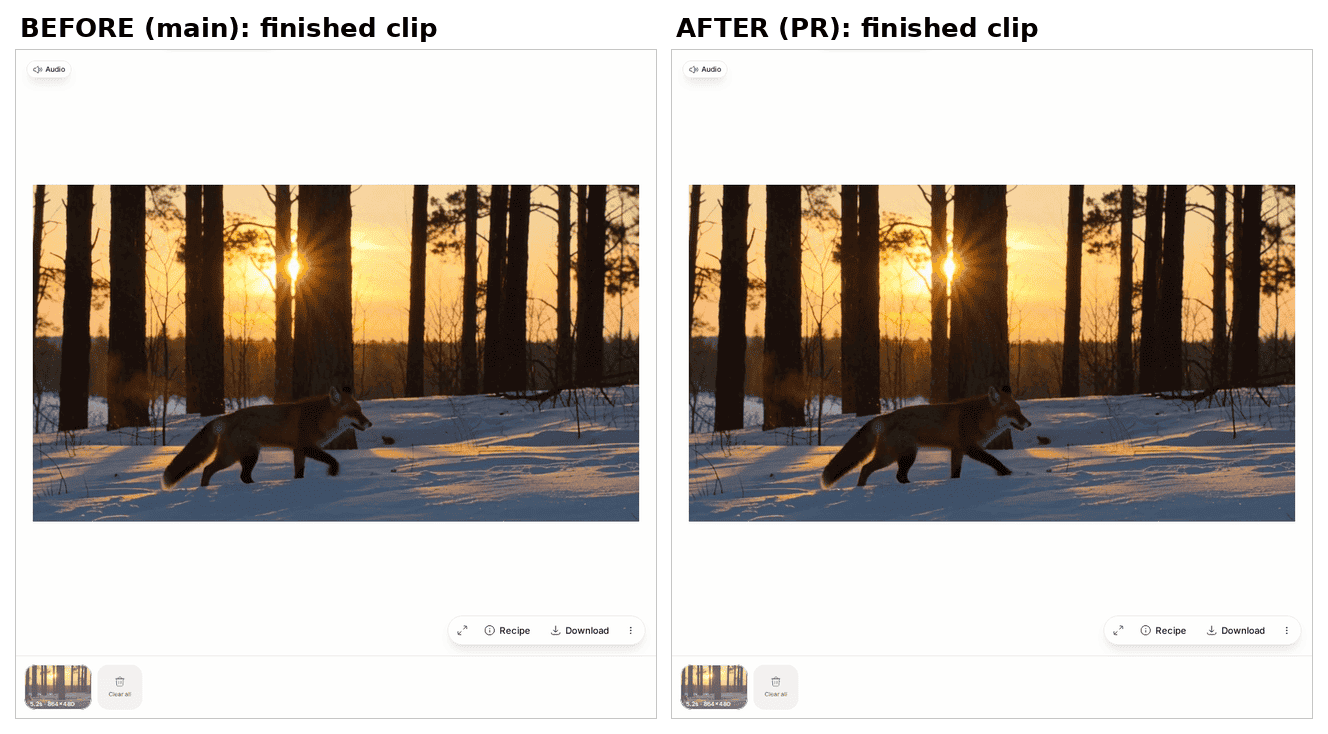 BEFORE (main): finished clip
Audio
Recipe
Download
5.2s · 864×480
Clear all
AFTER (PR): finished clip
Audio
Recipe
Download
5.2s · 864×480
Clear all